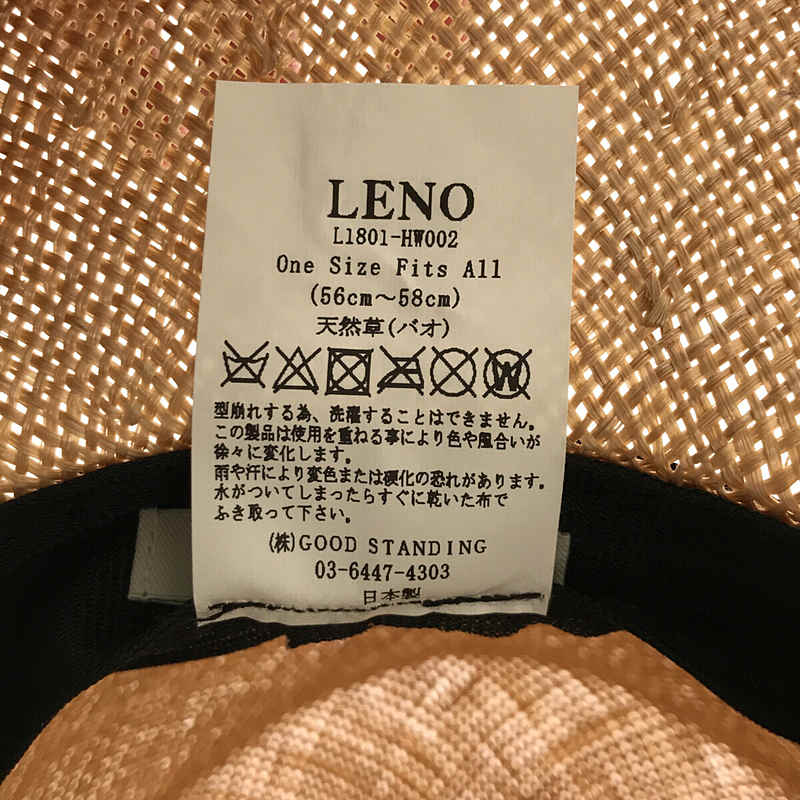 LENO
L1801-HW002
One Size Fits All
(56cm～58cm)
天然草(バオ)
W
型崩れする為、洗濯することはできません。
この製品は使用を重ねる事により色や風合いが
徐々に変化します。
雨や汗により変色または硬化の恐れがあります。
水がついてしまったらすぐに乾いた布で
ふき取って下さい。
(株)GOOD STANDING
03-6447-4303
日本製